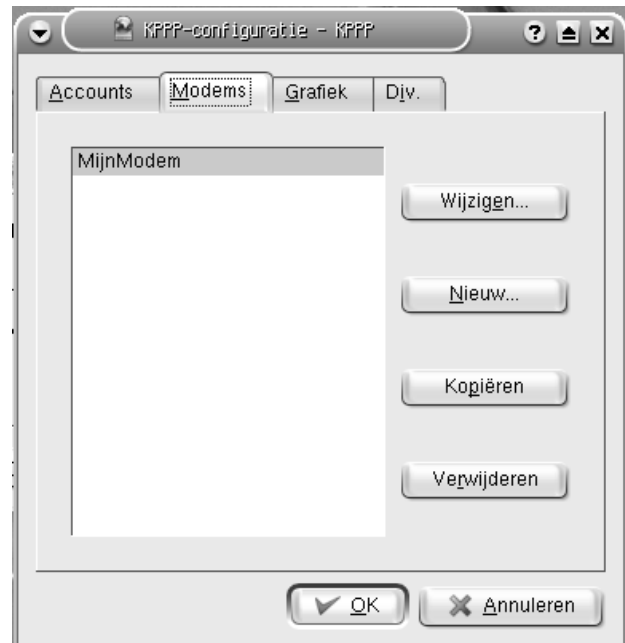 KPPP-configuratie - KPPP
Accounts Modems Grafiek Div.
MijnModem
Wijzigen...
Nieuw...
Kopiëren
Verwijderen
OK Annuleren